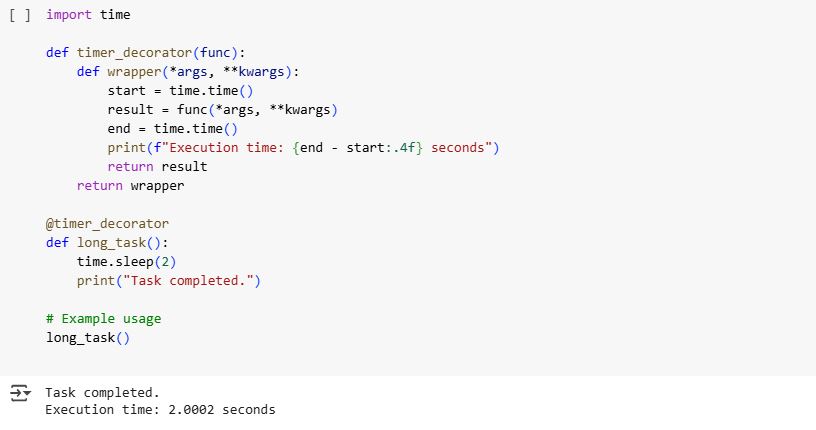 [ ] import time

def timer_decorator(func):
    def wrapper(*args, **kwargs):
        start = time.time()
        result = func(*args, **kwargs)
        end = time.time()
        print(f"Execution time: {end - start:.4f} seconds")
        return result
    return wrapper

@timer_decorator
def long_task():
    time.sleep(2)
    print("Task completed.")

# Example usage
long_task()

Task completed.
Execution time: 2.0002 seconds